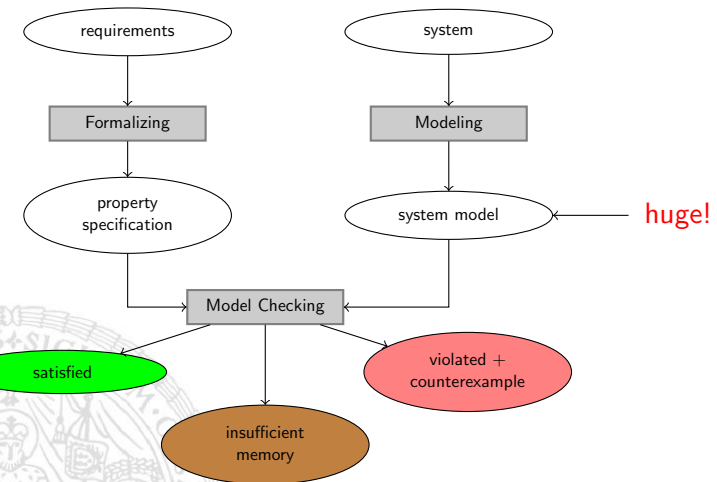 requirements
system
Formalizing
Modeling
property
specification
system model
huge!
Model Checking
satisfied
violated +
counterexample
insufficient
memory